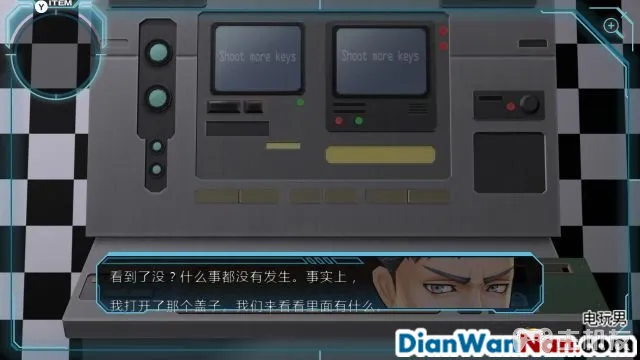 Y ITEM
Shoot more keys
Shoot more keys
看到了没?什么事都没有发生。事实上,
我打开了那个盖子。我们来看看里面有什么。
电玩男
DianWanNan.com